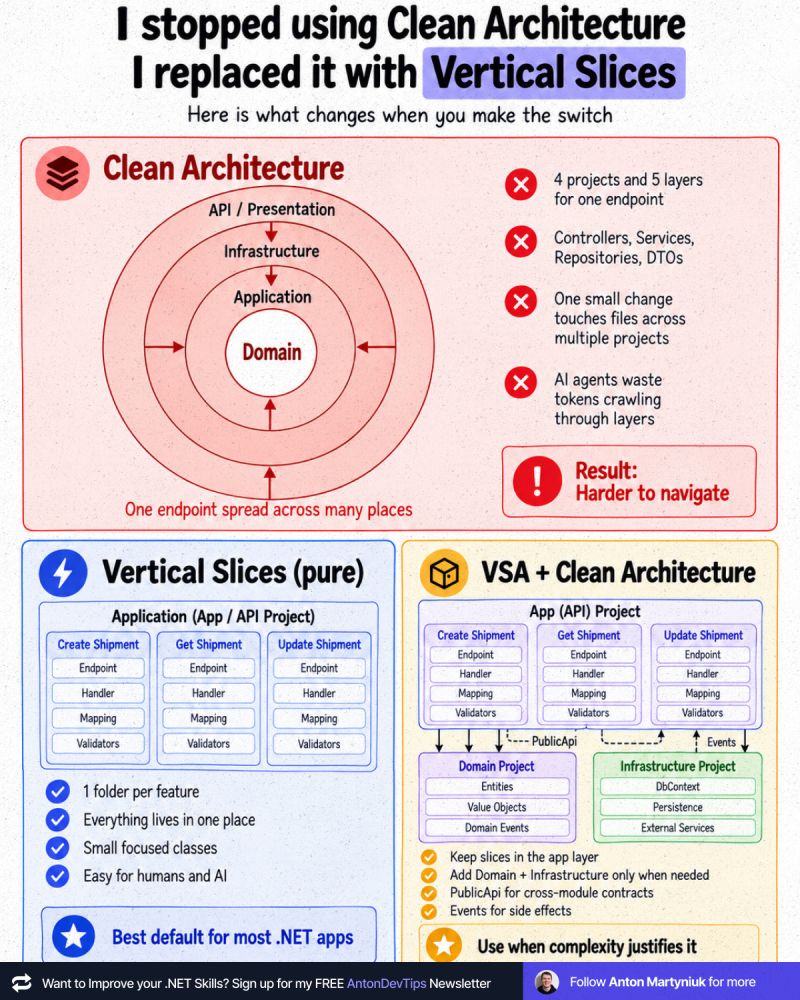 I stopped using Clean Architecture
I replaced it with Vertical Slices
Here is what changes when you make the switch
Clean Architecture
API / Presentation
Infrastructure
Application
Domain
One endpoint spread across many places
4 projects and 5 layers
for one endpoint
Controllers, Services,
Repositories, DTOs
One small change
touches files across
multiple projects
AI agents waste
tokens crawling
through layers
Result:
Harder to navigate
Vertical Slices (pure)
Application (App / API Project)
Create Shipment
Endpoint
Handler
Mapping
Validators
Get Shipment
Endpoint
Handler
Mapping
Validators
Update Shipment
Endpoint
Handler
Mapping
Validators
1 folder per feature
Everything lives in one place
Small focused classes
Easy for humans and AI
Best default for most .NET apps
VSA + Clean Architecture
App (API) Project
Create Shipment
Endpoint
Handler
Mapping
Validators
Get Shipment
Endpoint
Handler
Mapping
Validators
Update Shipment
Endpoint
Handler
Mapping
Validators
PublicApi
Events
Domain Project
Entities
Value Objects
Domain Events
Infrastructure Project
DbContext
Persistence
External Services
Keep slices in the app layer
Add Domain + Infrastructure only when needed
PublicApi for cross-module contracts
Events for side effects
Use when complexity justifies it
Want to Improve your .NET Skills? Sign up for my FREE AntonDevTips Newsletter
Follow Anton Martyniuk for more